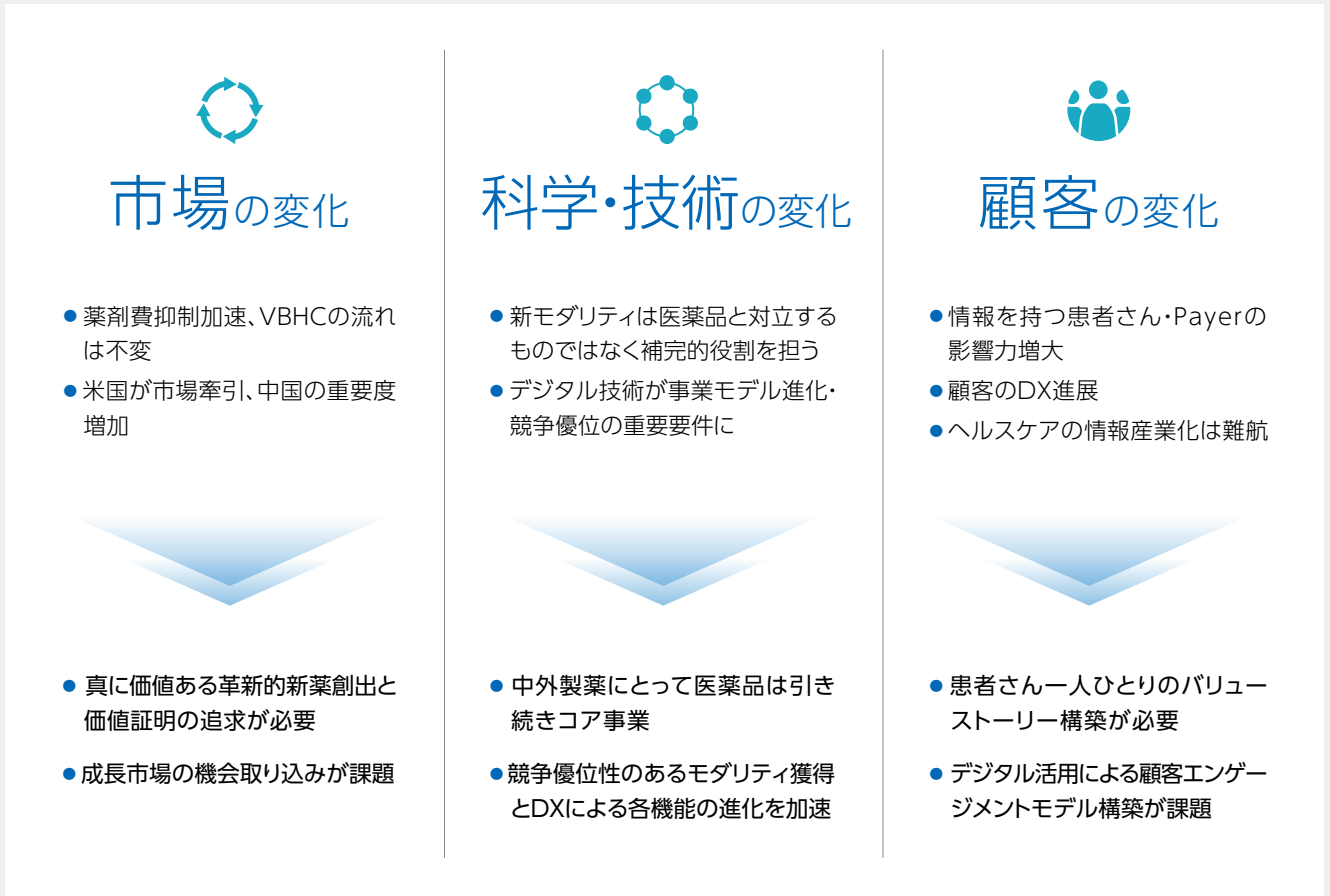 市場の変化
● 薬剤費抑制加速、VBHCの流れ
は不変
● 米国が市場牽引、中国の重要度
増加
● 真に価値ある革新的新薬創出と
価値証明の追求が必要
● 成長市場の機会取り込みが課題
科学・技術の変化
● 新モダリティは医薬品と対立する
ものではなく補完的役割を担う
● デジタル技術が事業モデル進化・
競争優位の重要要件に
● 中外製薬にとって医薬品は引き
続きコア事業
● 競争優位性のあるモダリティ獲得
とDXによる各機能の進化を加速
顧客の変化
● 情報を持つ患者さん・Payerの
影響力増大
● 顧客のDX進展
● ヘルスケアの情報産業化は難航
● 患者さん一人ひとりのバリュー
ストーリー構築が必要
● デジタル活用による顧客エンゲー
ジメントモデル構築が課題